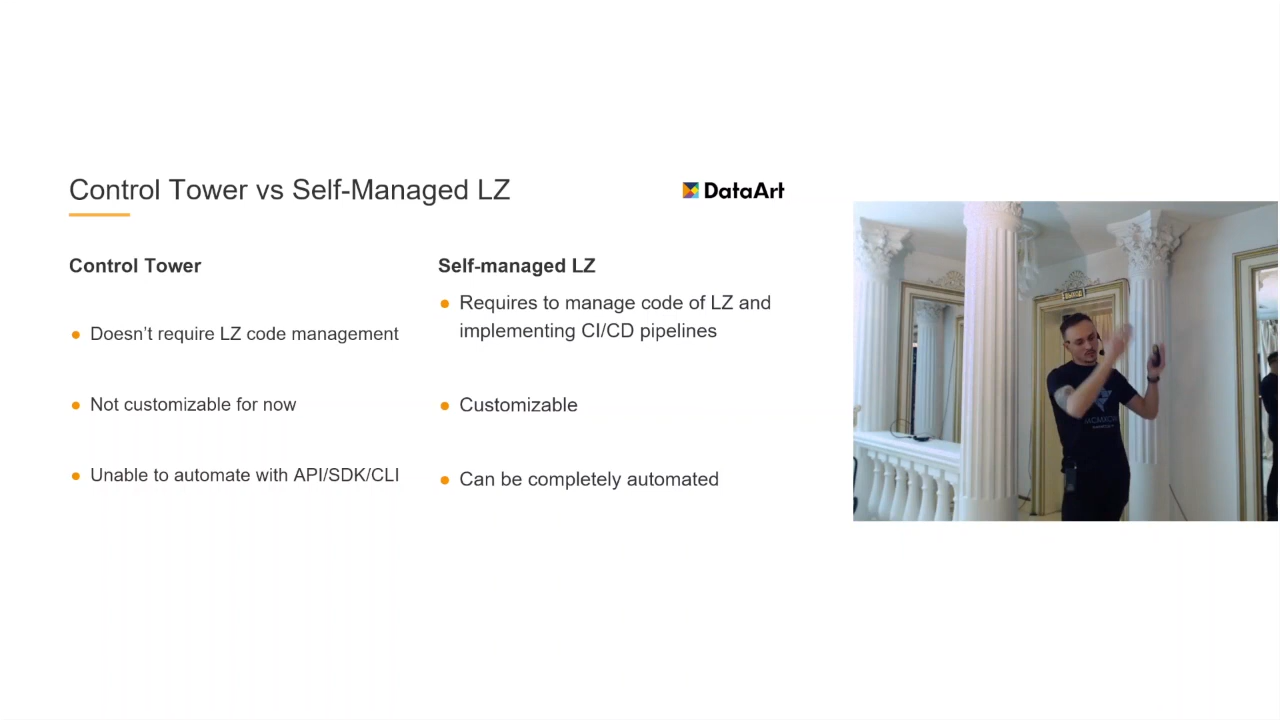 Control Tower vs Self-Managed LZ
DataArt
Control Tower
Doesn’t require LZ code management
Not customizable for now
Unable to automate with API/SDK/CLI
Self-managed LZ
Requires to manage code of LZ and
implementing CI/CD pipelines
Customizable
Can be completely automated